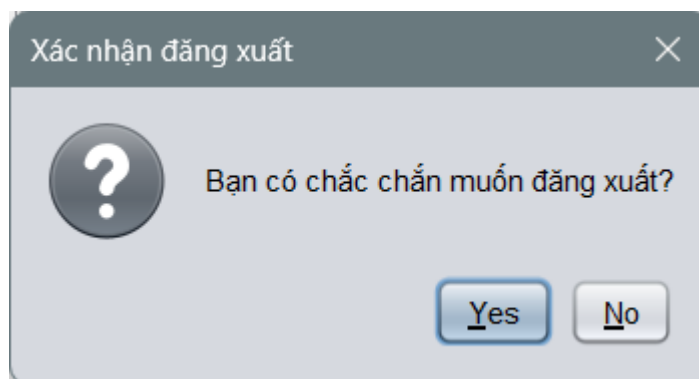 Xác nhận đăng xuất
Bạn có chắc chắn muốn đăng xuất?
Yes No